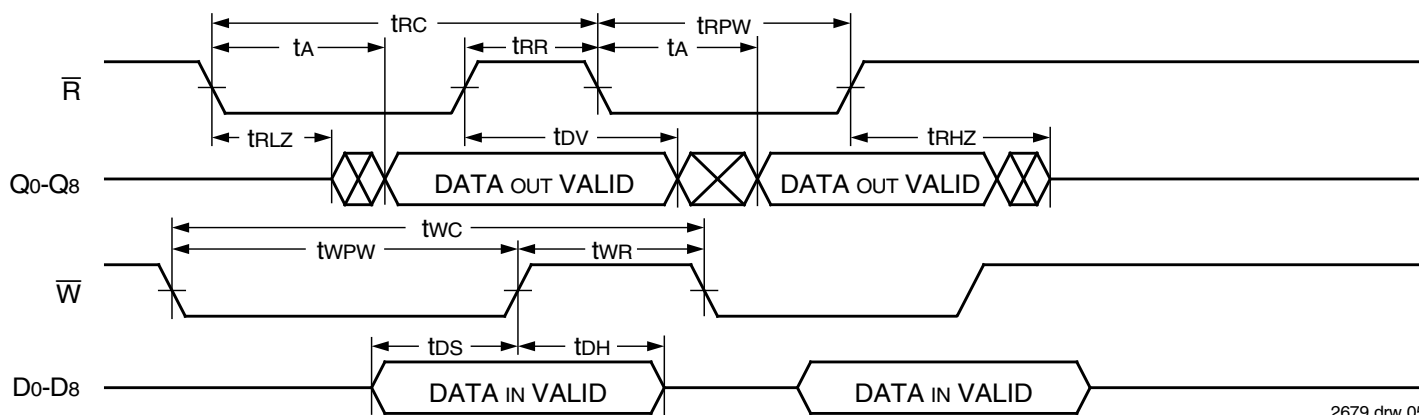 tRC tRPW
tA tRR tA
R̅
tRLZ tDV tRHZ
Q0-Q8 DATA OUT VALID DATA OUT VALID
tWC
tWPW tWR
W̅
tDS tDH
D0-D8 DATA IN VALID DATA IN VALID